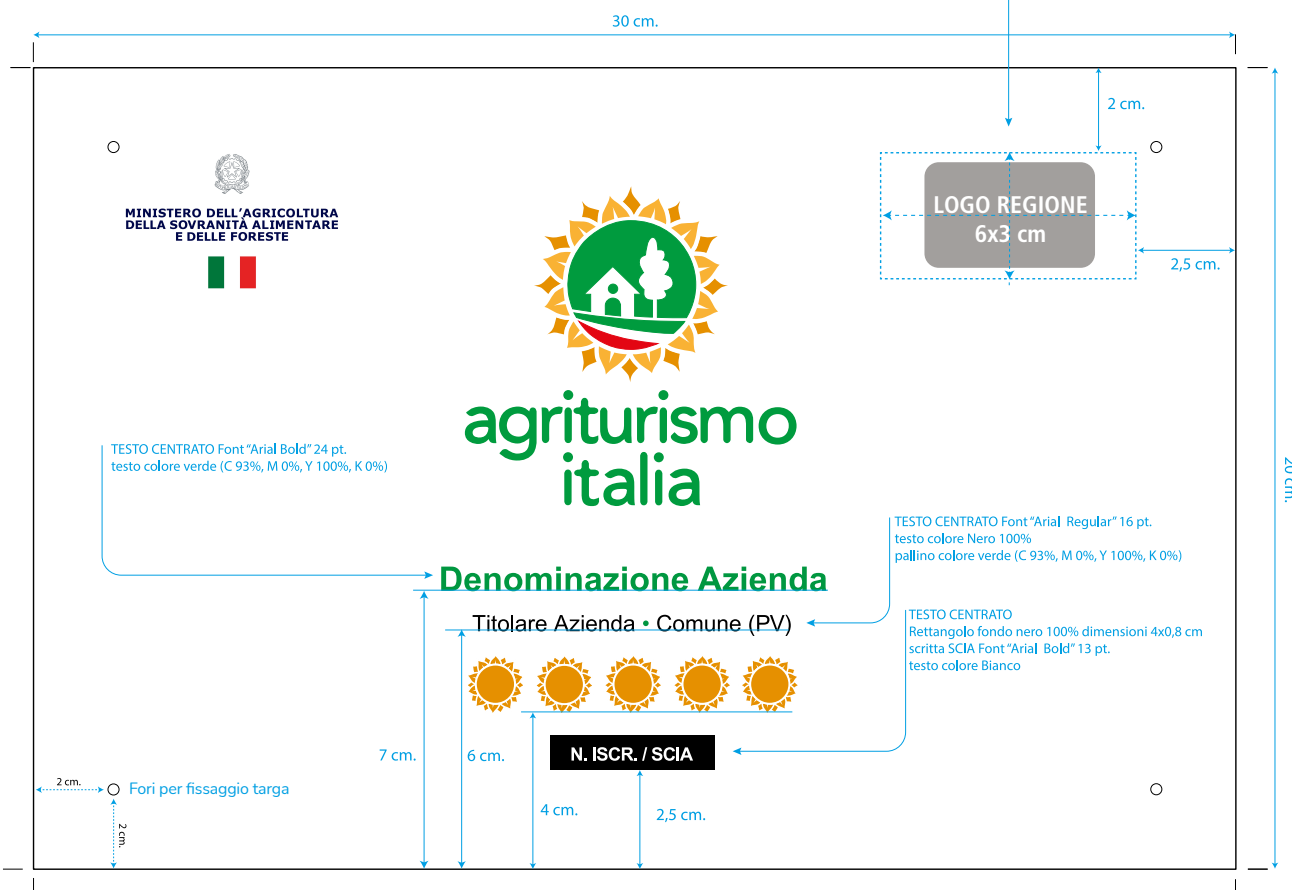 30 cm.
2 cm.
MINISTERO DELL'AGRICOLTURA
DELLA SOVRANITÀ ALIMENTARE
E DELLE FORESTE
LOGO REGIONE
6x3 cm
2,5 cm.
agriturismo
italia
TESTO CENTRATO Font "Arial Bold" 24 pt.
testo colore verde (C 93%, M 0%, Y 100%, K 0%)
20 cm.
TESTO CENTRATO Font "Arial Regular" 16 pt.
testo colore Nero 100%
pallino colore verde (C 93%, M 0%, Y 100%, K 0%)
Denominazione Azienda
Titolare Azienda • Comune (PV)
TESTO CENTRATO
Rettangolo fondo nero 100% dimensioni 4x0,8 cm
scritta SCIA Font "Arial Bold" 13 pt.
testo colore Bianco
N. ISCR. / SCIA
7 cm.
6 cm.
4 cm.
2,5 cm.
2 cm.
Fori per fissaggio targa
2 cm.